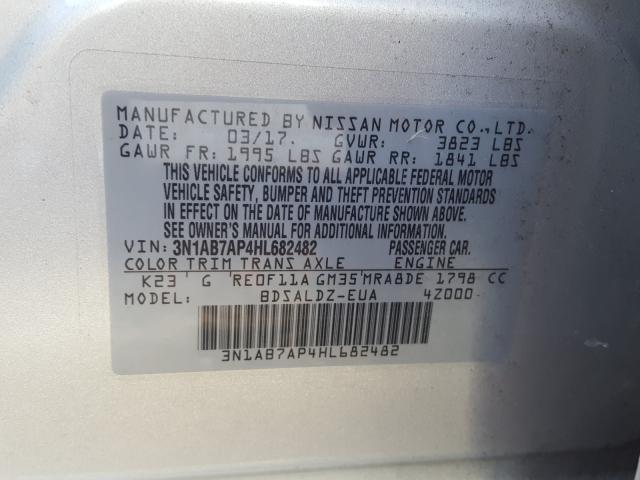 MANUFACTURED BY NISSAN MOTOR CO.,LTD.
DATE: 03/17. GVWR: 3823 LBS
GAWR FR: 1995 LBS GAWR RR: 1841 LBS
THIS VEHICLE CONFORMS TO ALL APPLICABLE FEDERAL MOTOR
VEHICLE SAFETY, BUMPER AND THEFT PREVENTION STANDARDS
IN EFFECT ON THE DATE OF MANUFACTURE SHOWN ABOVE.
SEE OWNER'S MANUAL FOR ADDITIONAL INFORMATION.
VIN: 3N1AB7AP4HL682482 PASSENGER CAR.
COLOR TRIM TRANS AXLE ENGINE
K23 G RE0F11A GM35 MRA8DE 1798 CC
MODEL: BDSALDZ-EUA 4Z000-
3N1AB7AP4HL682482